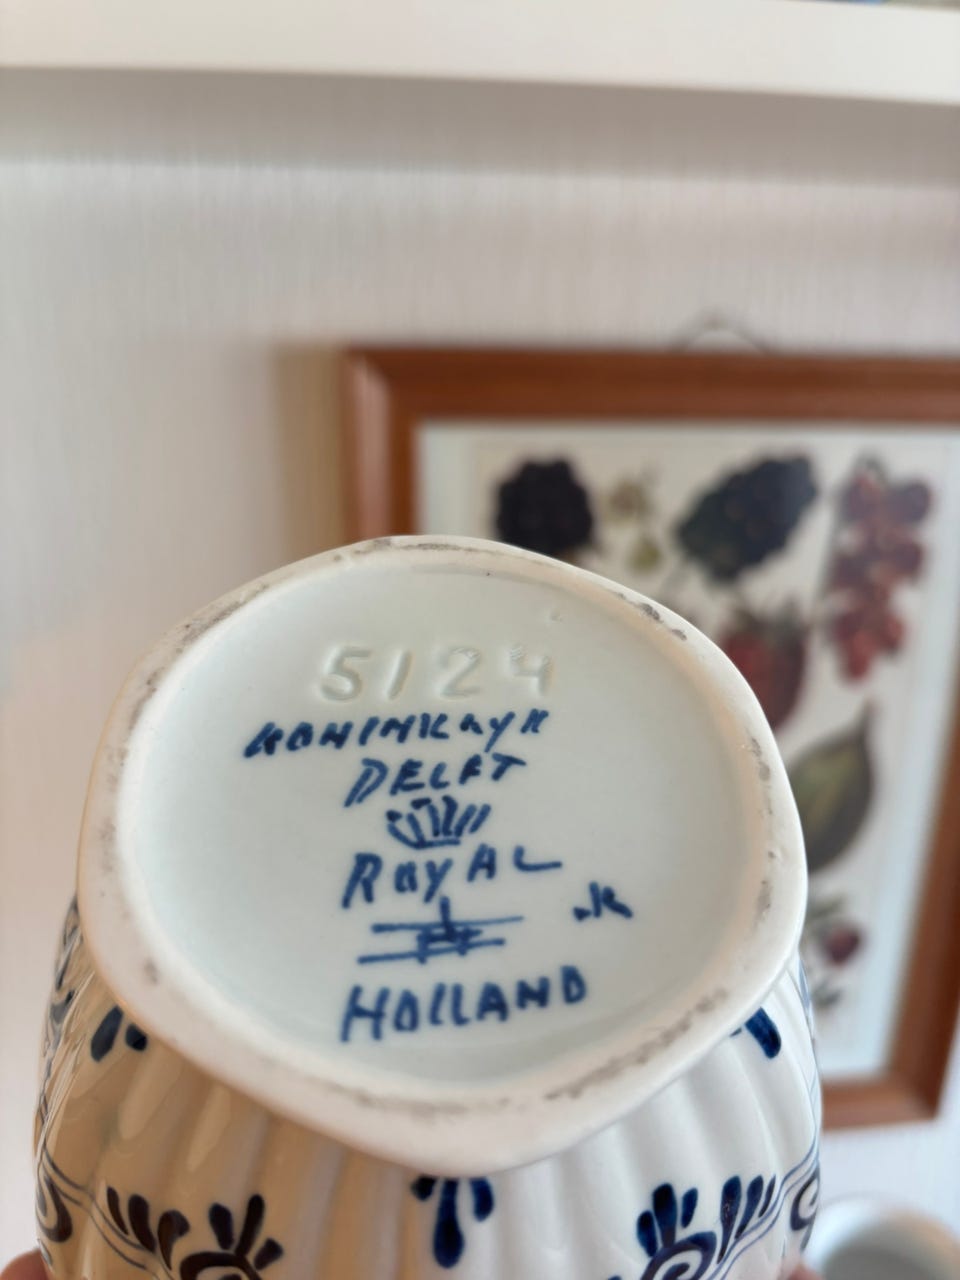 5124
KONINKLYK
DELFT
ROYAL
HOLLAND